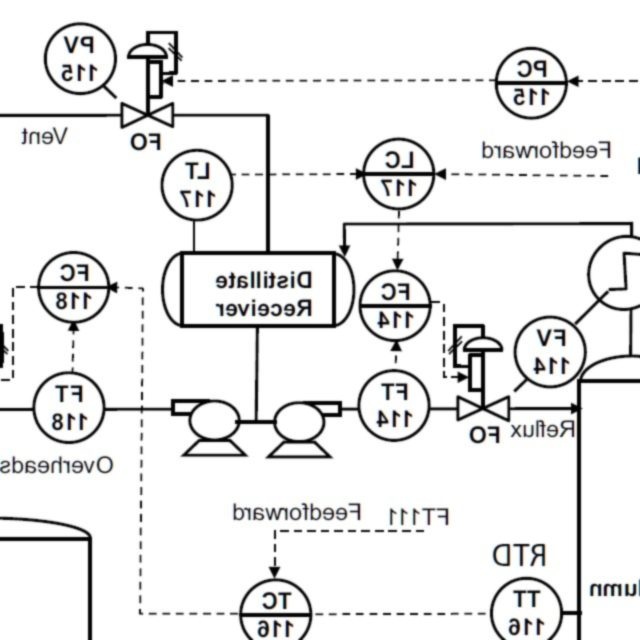 PV
115
PC
115
Vent
FO
Feedforward
LT
117
LC
117
Distillate
Receiver
FC
118
FC
114
FV
114
FT
118
FT
114
FO
Reflux
Overheads
Feedforward
FT111
RTD
TC
116
TT
116